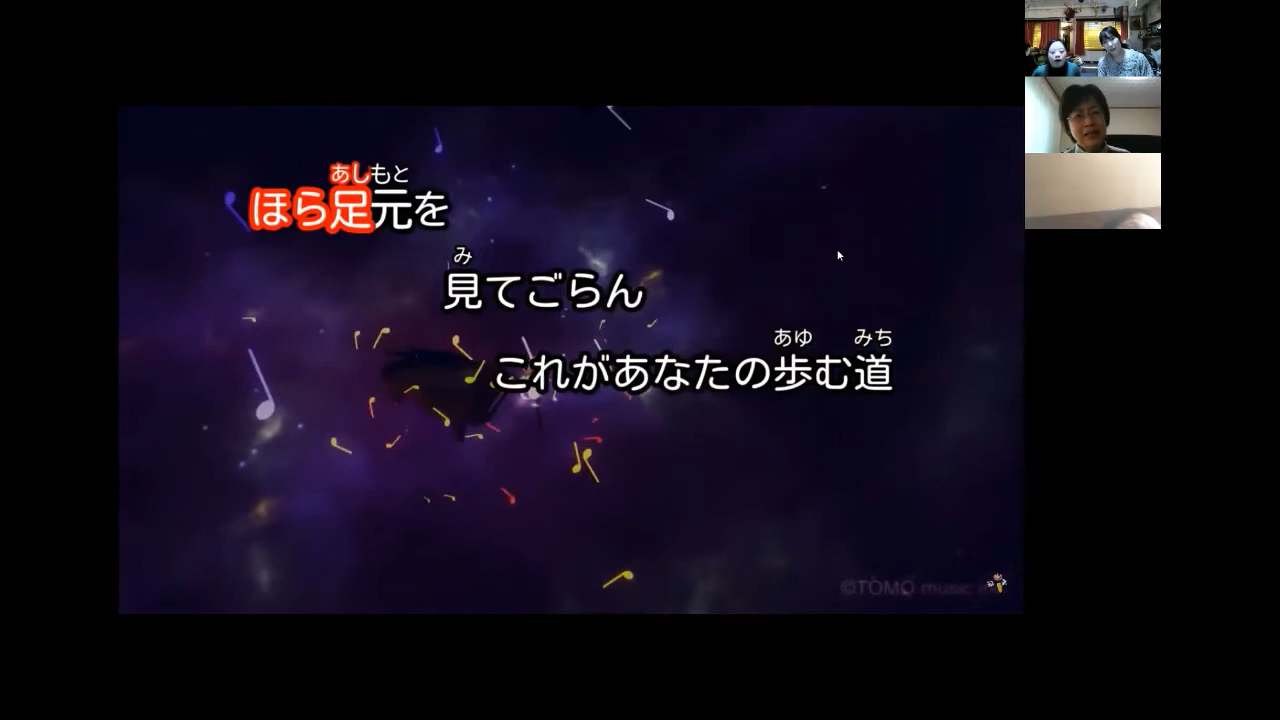 あしもと
ほら足元を
み
見てごらん
あゆ みち
これがあなたの歩む道
©TOMO music